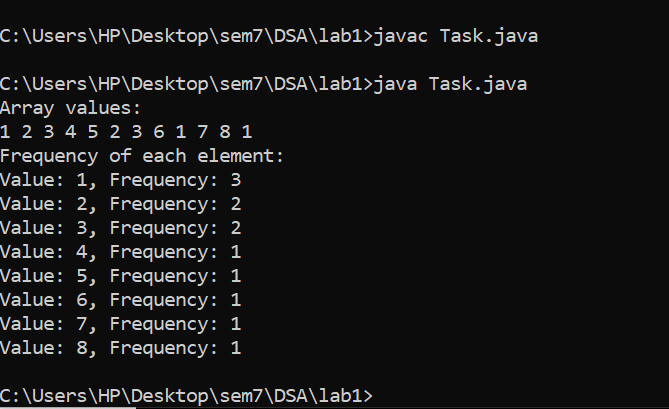 C:\Users\HP\Desktop\sem7\DSA\lab1>javac Task.java
C:\Users\HP\Desktop\sem7\DSA\lab1>java Task.java
Array values:
1 2 3 4 5 2 3 6 1 7 8 1
Frequency of each element:
Value: 1, Frequency: 3
Value: 2, Frequency: 2
Value: 3, Frequency: 2
Value: 4, Frequency: 1
Value: 5, Frequency: 1
Value: 6, Frequency: 1
Value: 7, Frequency: 1
Value: 8, Frequency: 1
C:\Users\HP\Desktop\sem7\DSA\lab1>